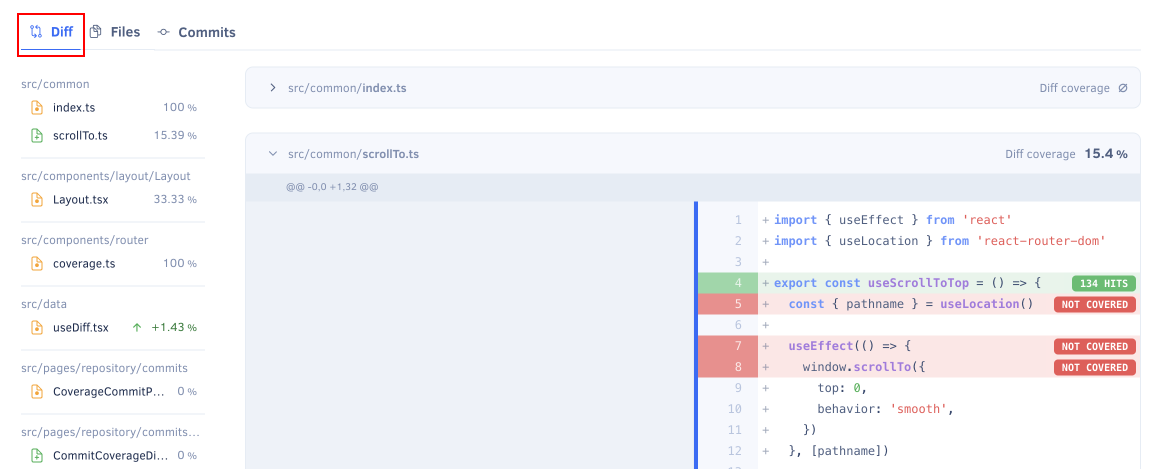 Diff Files Commits
src/common
index.ts 100 %
scrollTo.ts 15.39 %
src/components/layout/Layout
Layout.tsx 33.33 %
src/components/router
coverage.ts 100 %
src/data
useDiff.tsx ↑ +1.43 %
src/pages/repository/commits
CoverageCommitP... 0 %
src/pages/repository/commits...
CommitCoverageDi... 0 %
src/common/index.ts Diff coverage ∅
src/common/scrollTo.ts Diff coverage 15.4 %
@@ -0,0 +1,32 @@
1 + import { useEffect } from 'react'
2 + import { useLocation } from 'react-router-dom'
3 +
4 + export const useScrollToTop = () => { 134 HITS
5 + const { pathname } = useLocation() NOT COVERED
6 +
7 + useEffect(() => { NOT COVERED
8 + window.scrollTo({ NOT COVERED
9 + top: 0,
10 + behavior: 'smooth',
11 + })
12 + }, [pathname])